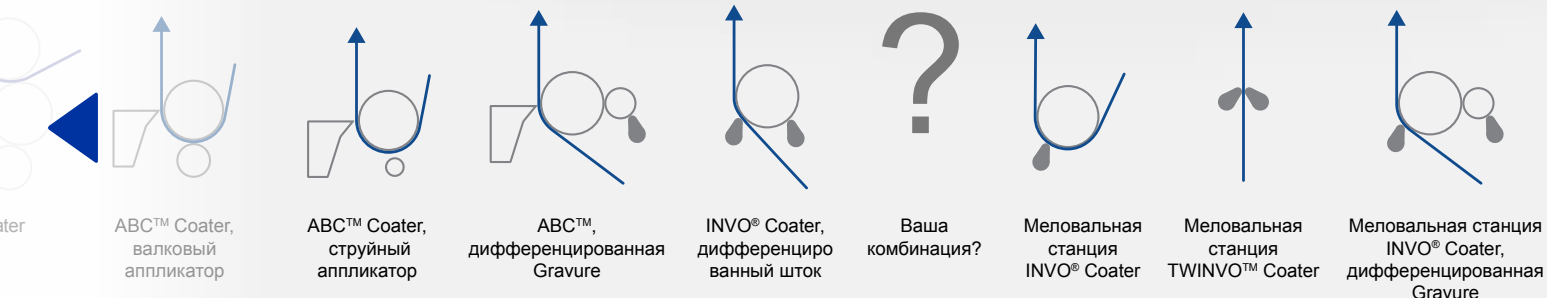 ater
ABC™ Coater,
валковый
аппликатор
ABC™ Coater,
струйный
аппликатор
ABC™,
дифференцированная
Gravure
INVO® Coater,
дифференциро
ванный шток
?
Ваша
комбинация?
Меловальная
станция
INVO® Coater
Меловальная
станция
TWINVO™ Coater
Меловальная станция
INVO® Coater,
дифференцированная
Gravure